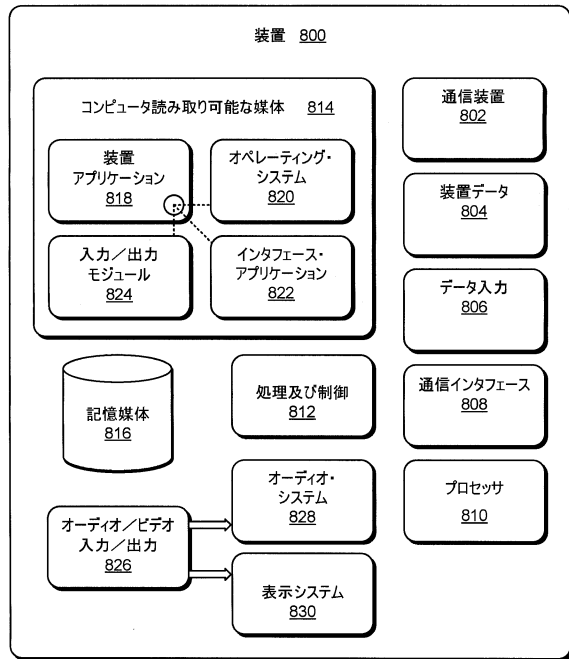 装置 800
コンピュータ読み取り可能な媒体 814
装置
アプリケーション
818
オペレーティング・
システム
820
入力／出力
モジュール
824
インタフェース・
アプリケーション
822
記憶媒体
816
処理及び制御
812
オーディオ／ビデオ
入力／出力
826
オーディオ・
システム
828
表示システム
830
通信装置
802
装置データ
804
データ入力
806
通信インタフェース
808
プロセッサ
810